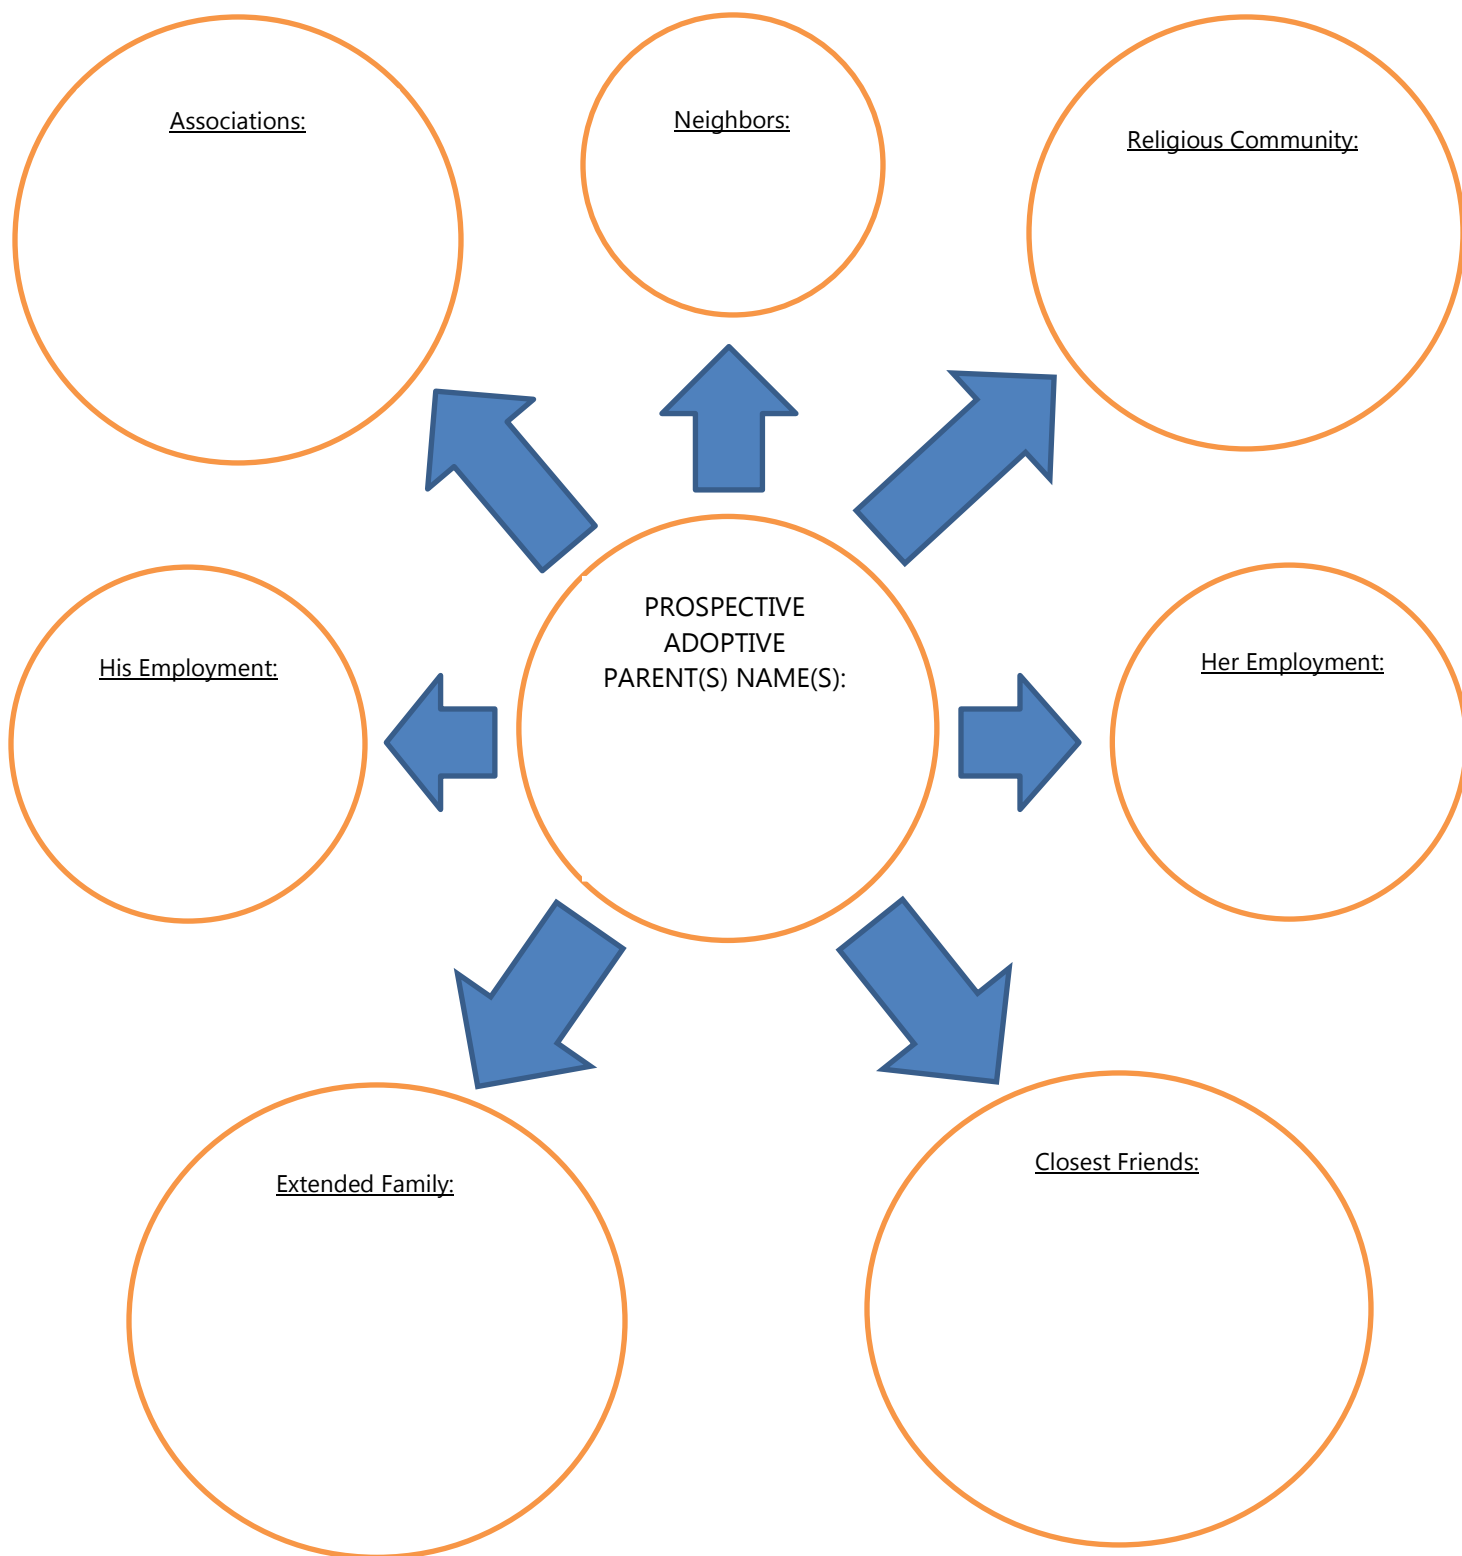 Associations:
Neighbors:
Religious Community:
PROSPECTIVE
ADOPTIVE
PARENT(S) NAME(S):
His Employment:
Her Employment:
Extended Family:
Closest Friends: